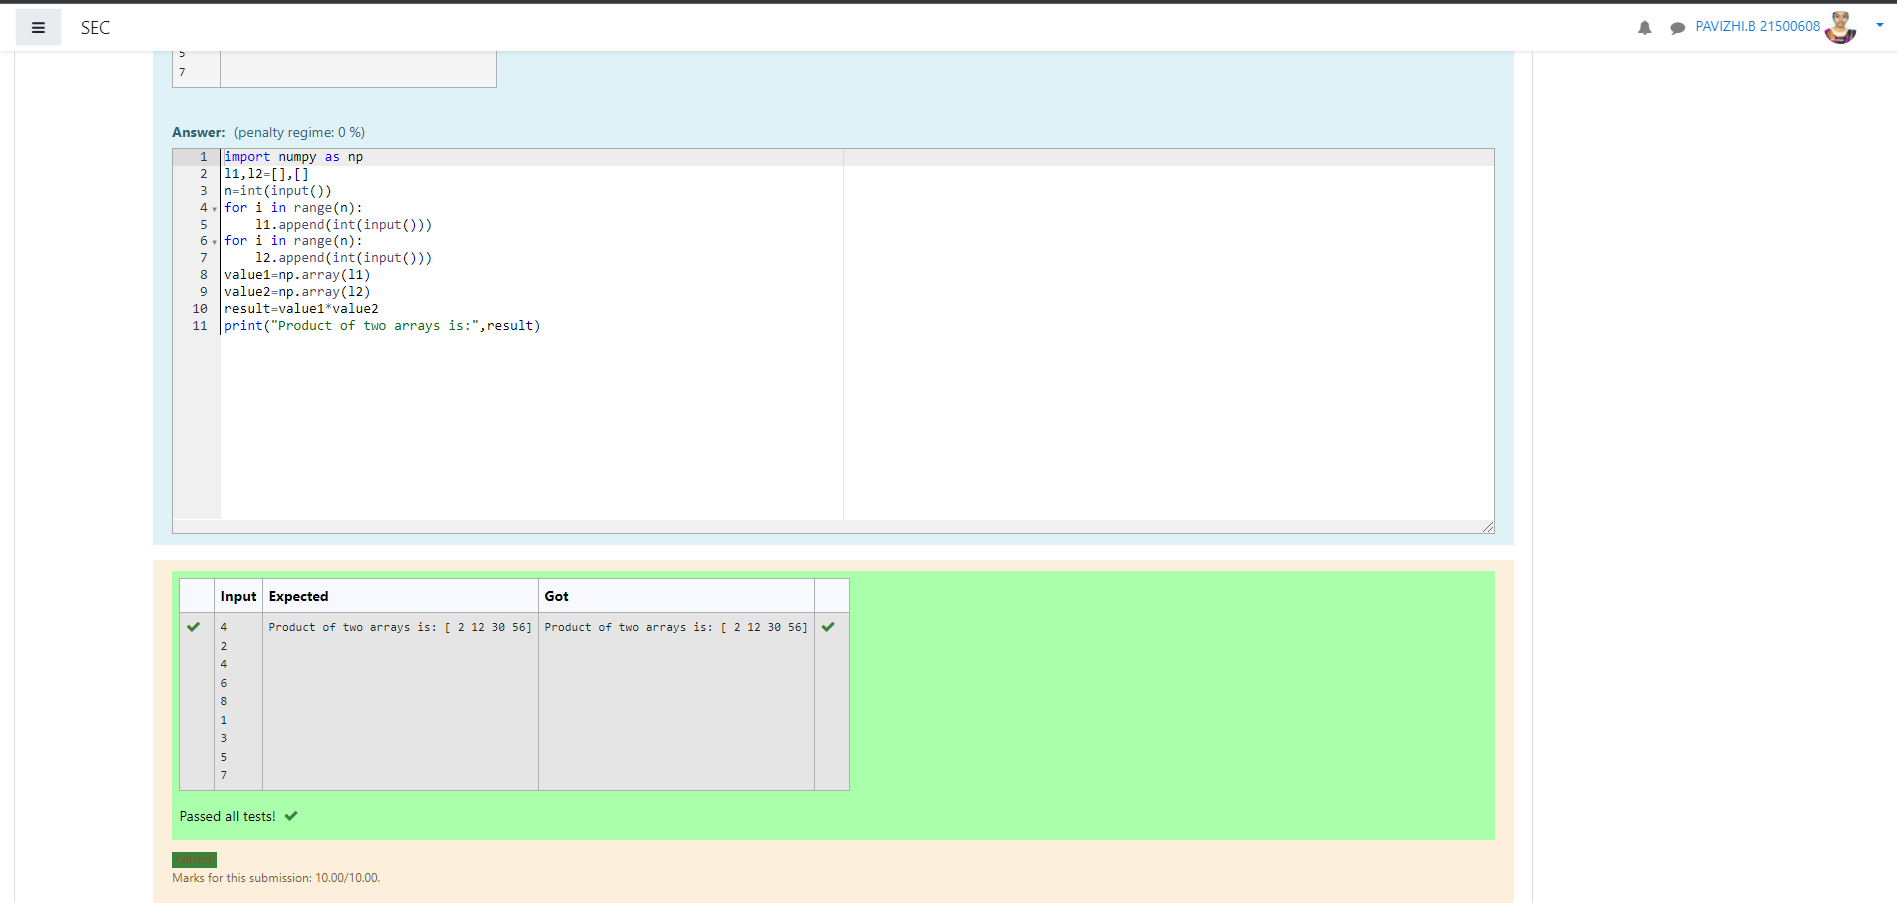 SEC
PAVIZHI.B 21500608
5
7
Answer: (penalty regime: 0 %)
1 import numpy as np
2 l1,l2=[],[]
3 n=int(input())
4 for i in range(n):
5     l1.append(int(input()))
6 for i in range(n):
7     l2.append(int(input()))
8 value1=np.array(l1)
9 value2=np.array(l2)
10 result=value1*value2
11 print("Product of two arrays is:",result)
Input Expected Got
4 Product of two arrays is: [ 2 12 30 56] Product of two arrays is: [ 2 12 30 56]
2
4
6
8
1
3
5
7
Passed all tests!
Correct
Marks for this submission: 10.00/10.00.